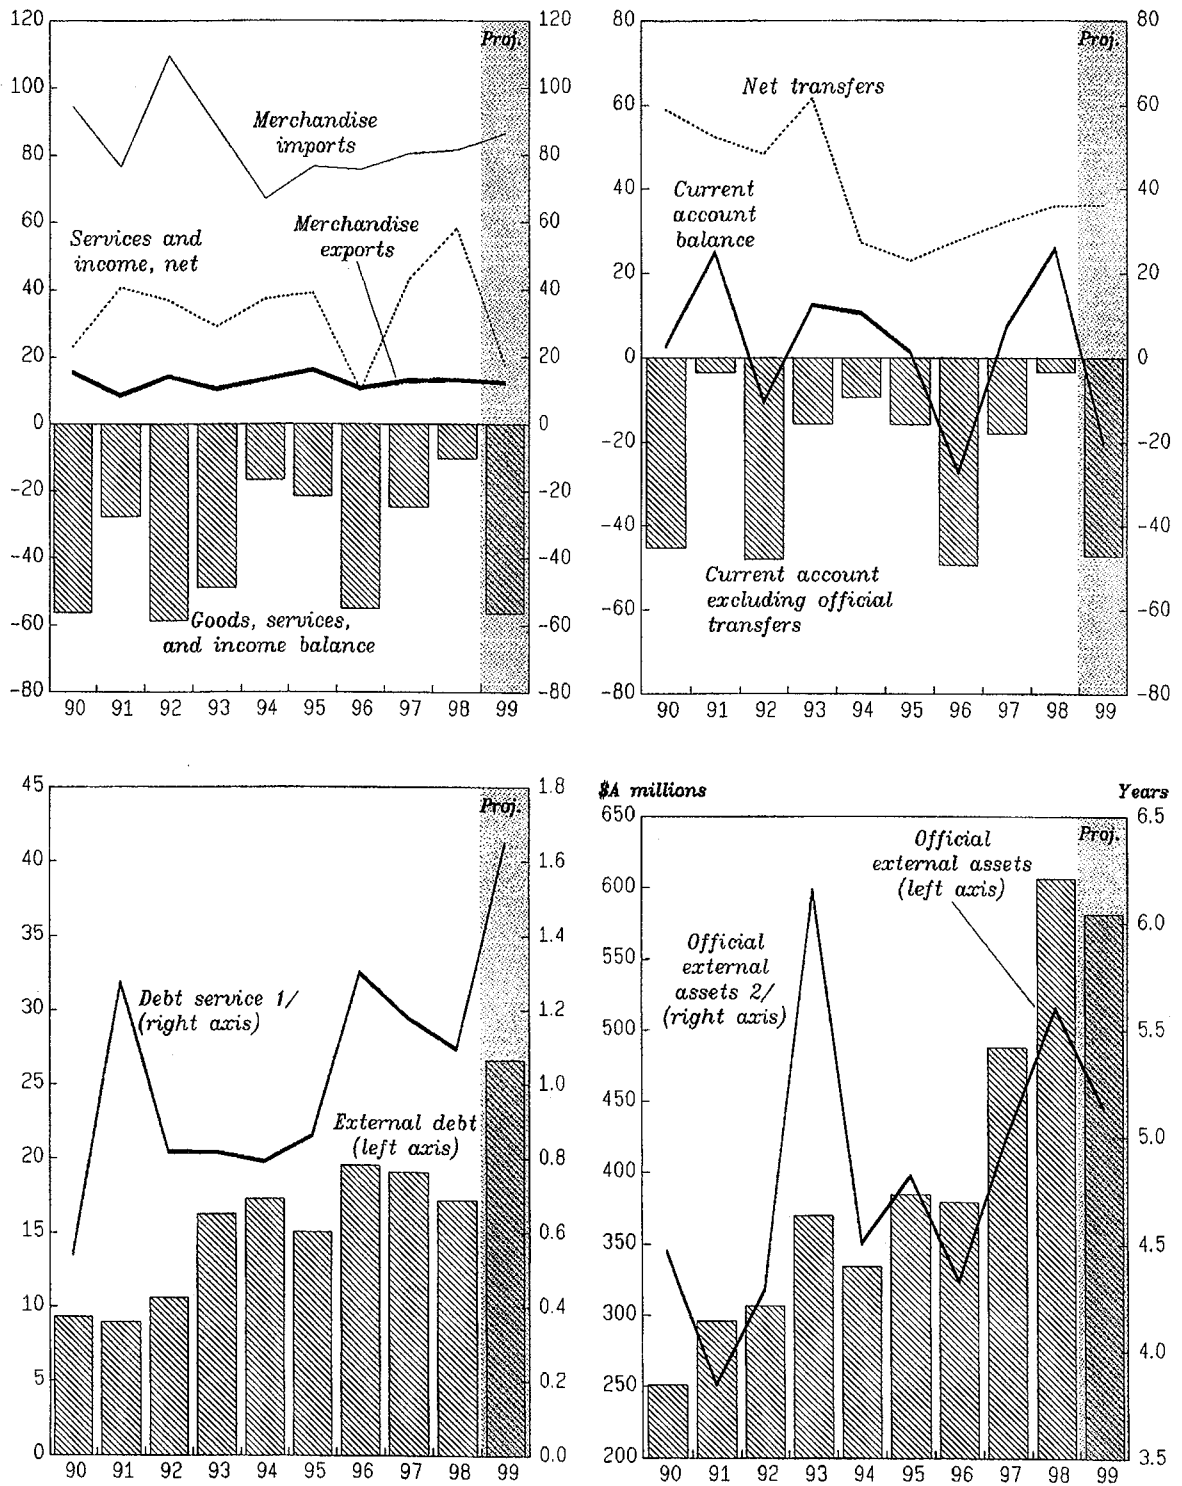 120
100
80
60
40
20
0
-20
-40
-60
-80
120
100
80
60
40
20
0
-20
-40
-60
-80
Proj.
Merchandise
imports
Merchandise
exports
Services and
income, net
Goods, services,
and income balance
90 91 92 93 94 95 96 97 98 99
80
60
40
20
0
-20
-40
-60
-80
80
60
40
20
0
-20
-40
-60
-80
Proj.
Net transfers
Current
account
balance
Current account
excluding official
transfers
90 91 92 93 94 95 96 97 98 99
45
40
35
30
25
20
15
10
5
0
1.8
1.6
1.4
1.2
1.0
0.8
0.6
0.4
0.2
0.0
Proj.
Debt service 1/
(right axis)
External debt
(left axis)
90 91 92 93 94 95 96 97 98 99
$A millions
Years
650
600
550
500
450
400
350
300
250
200
6.5
6.0
5.5
5.0
4.5
4.0
3.5
Proj.
Official
external assets
(left axis)
Official
external
assets 2/
(right axis)
90 91 92 93 94 95 96 97 98 99